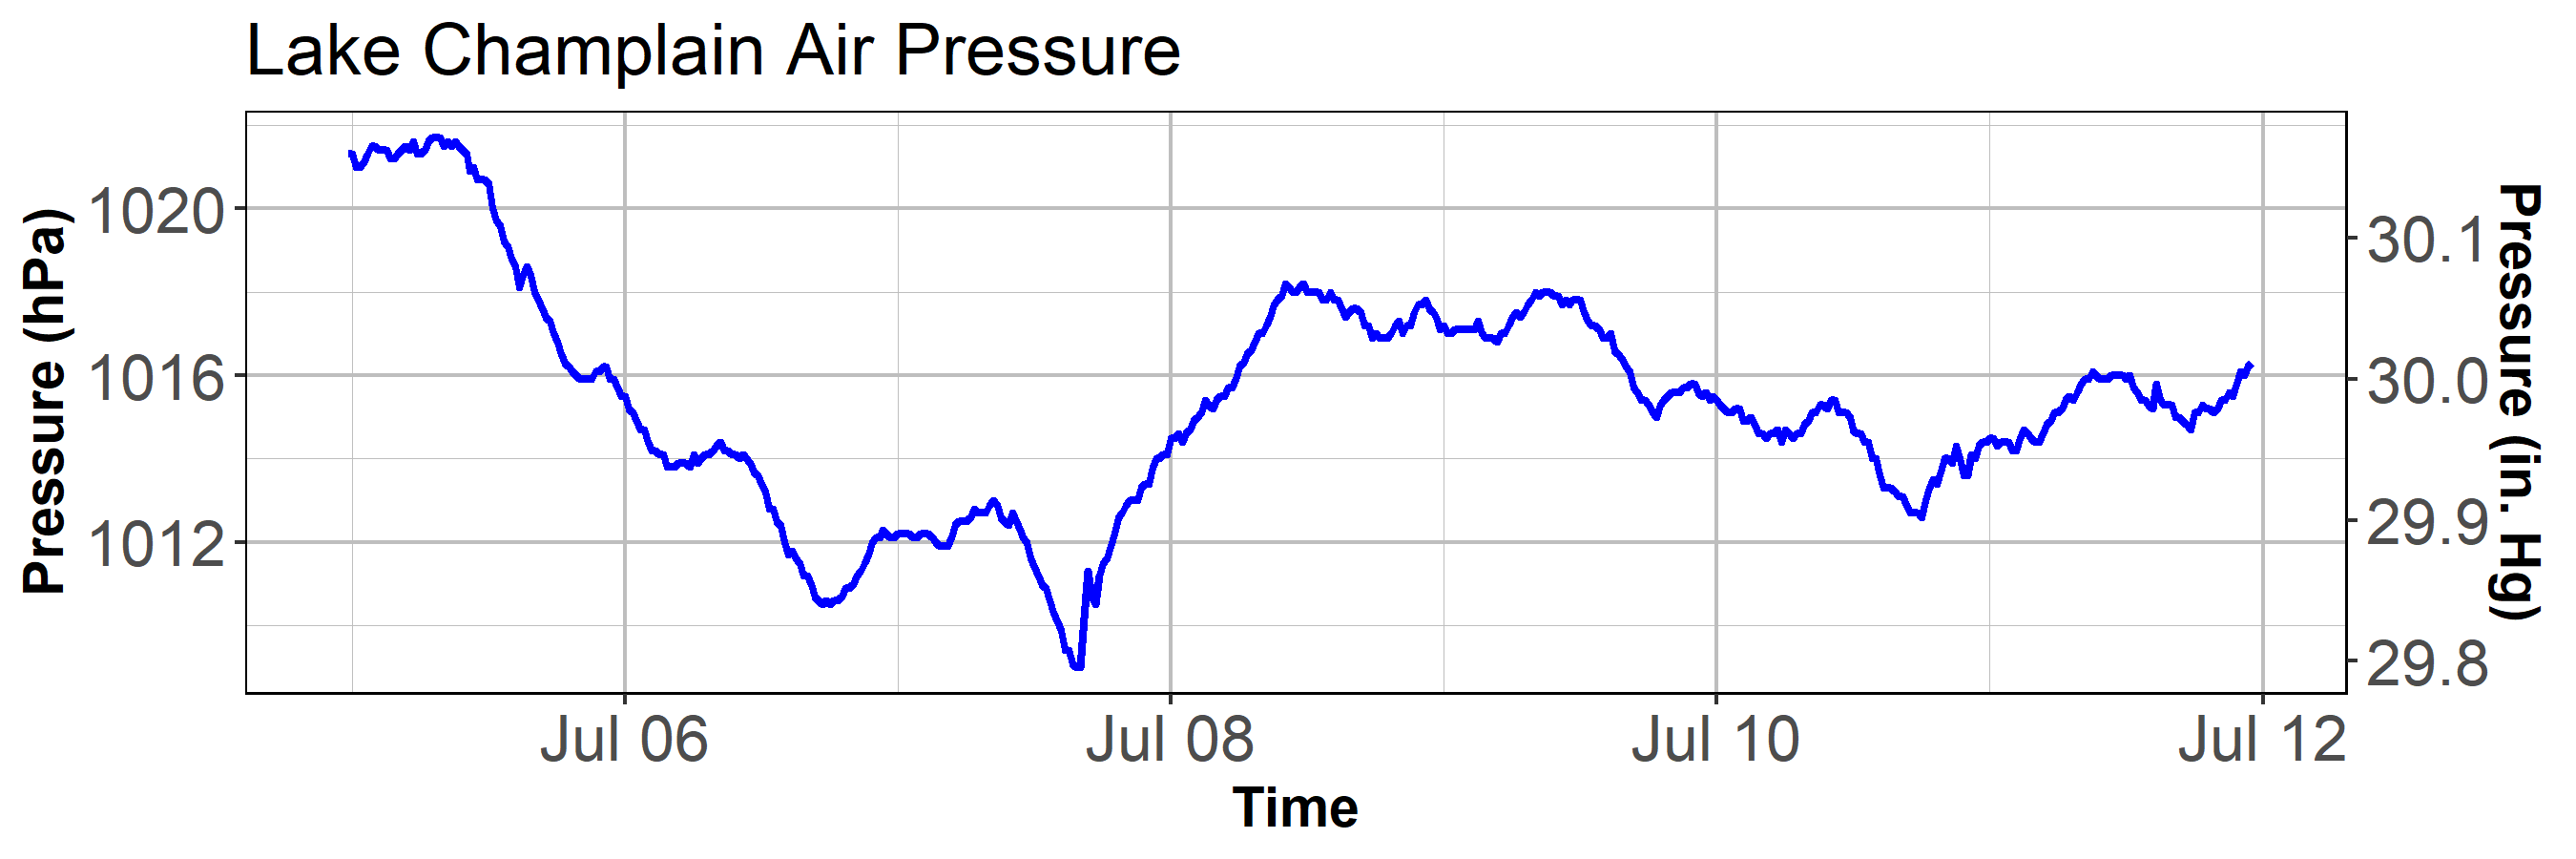 Lake Champlain Air Pressure
Pressure (hPa)
1020
1016
1012
30.1
30.0
29.9
29.8
Pressure (in. Hg)
Jul 06
Jul 08
Jul 10
Jul 12
Time